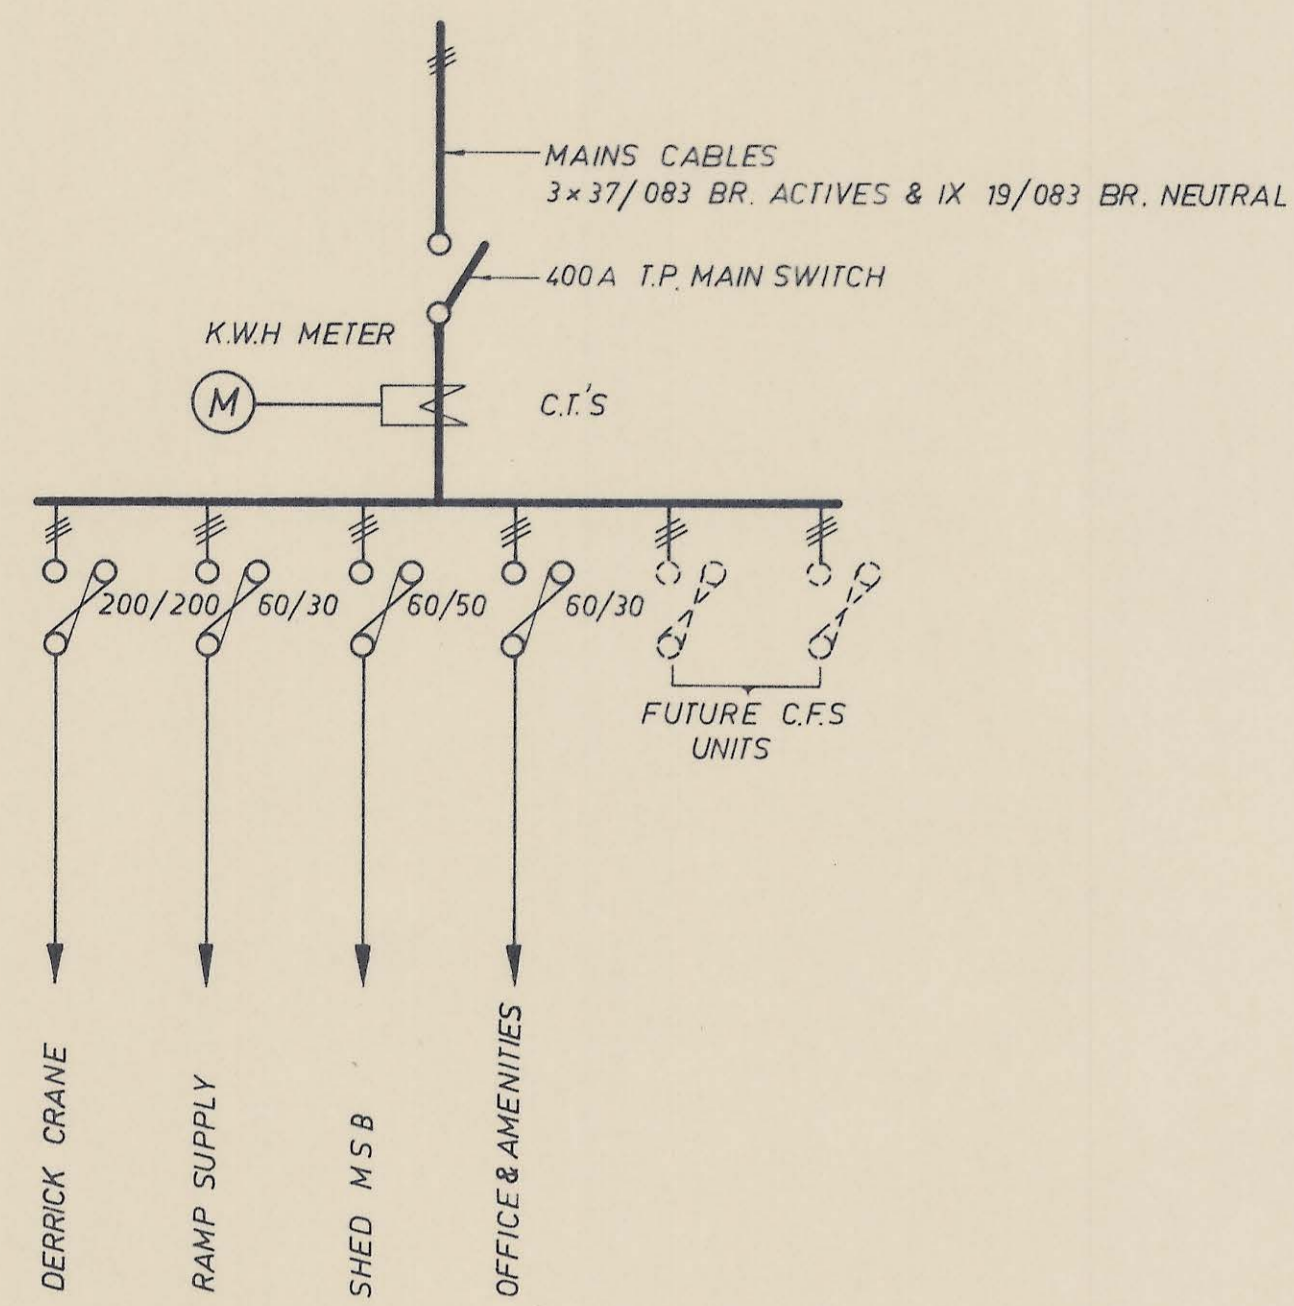 MAINS CABLES
3×37/083 BR. ACTIVES & IX 19/083 BR. NEUTRAL
400A T.P. MAIN SWITCH
K.W.H METER
M
C.T.'S
200/200
60/30
60/50
60/30
FUTURE C.F.S
UNITS
DERRICK CRANE
RAMP SUPPLY
SHED MSB
OFFICE & AMENITIES